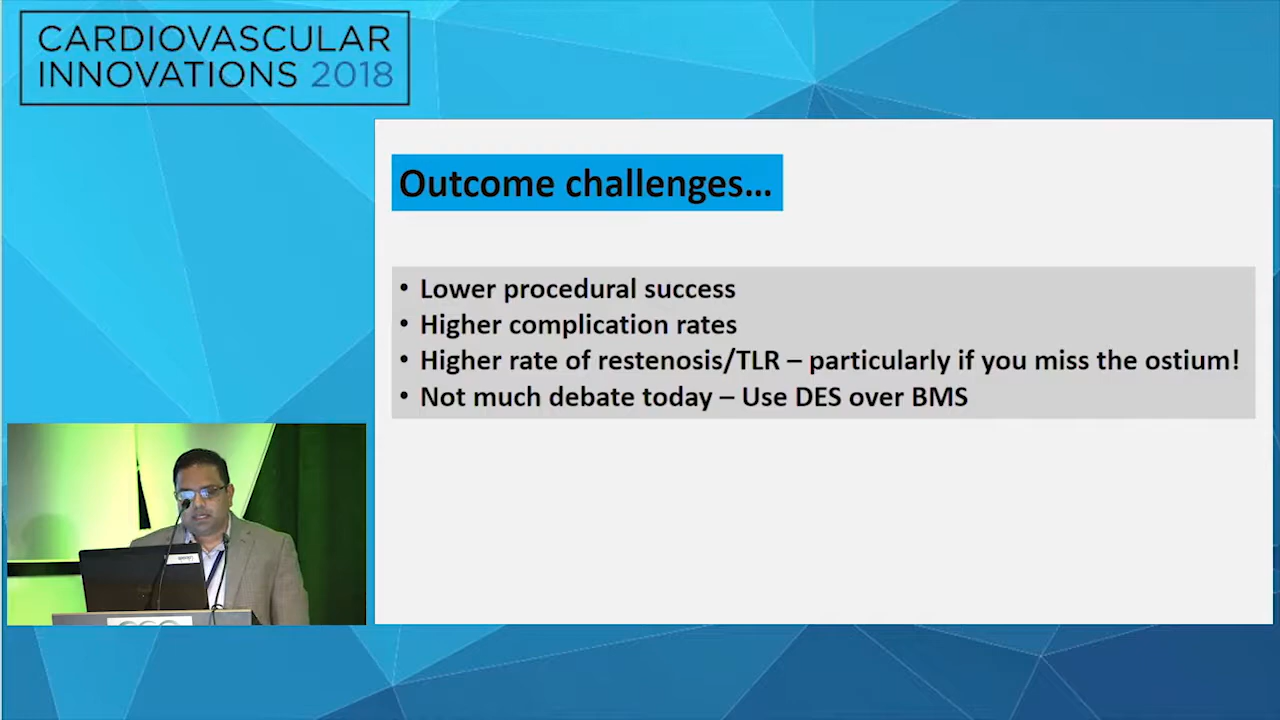 CARDIOVASCULAR
INNOVATIONS 2018
Outcome challenges...
• Lower procedural success
• Higher complication rates
• Higher rate of restenosis/TLR – particularly if you miss the ostium!
• Not much debate today – Use DES over BMS